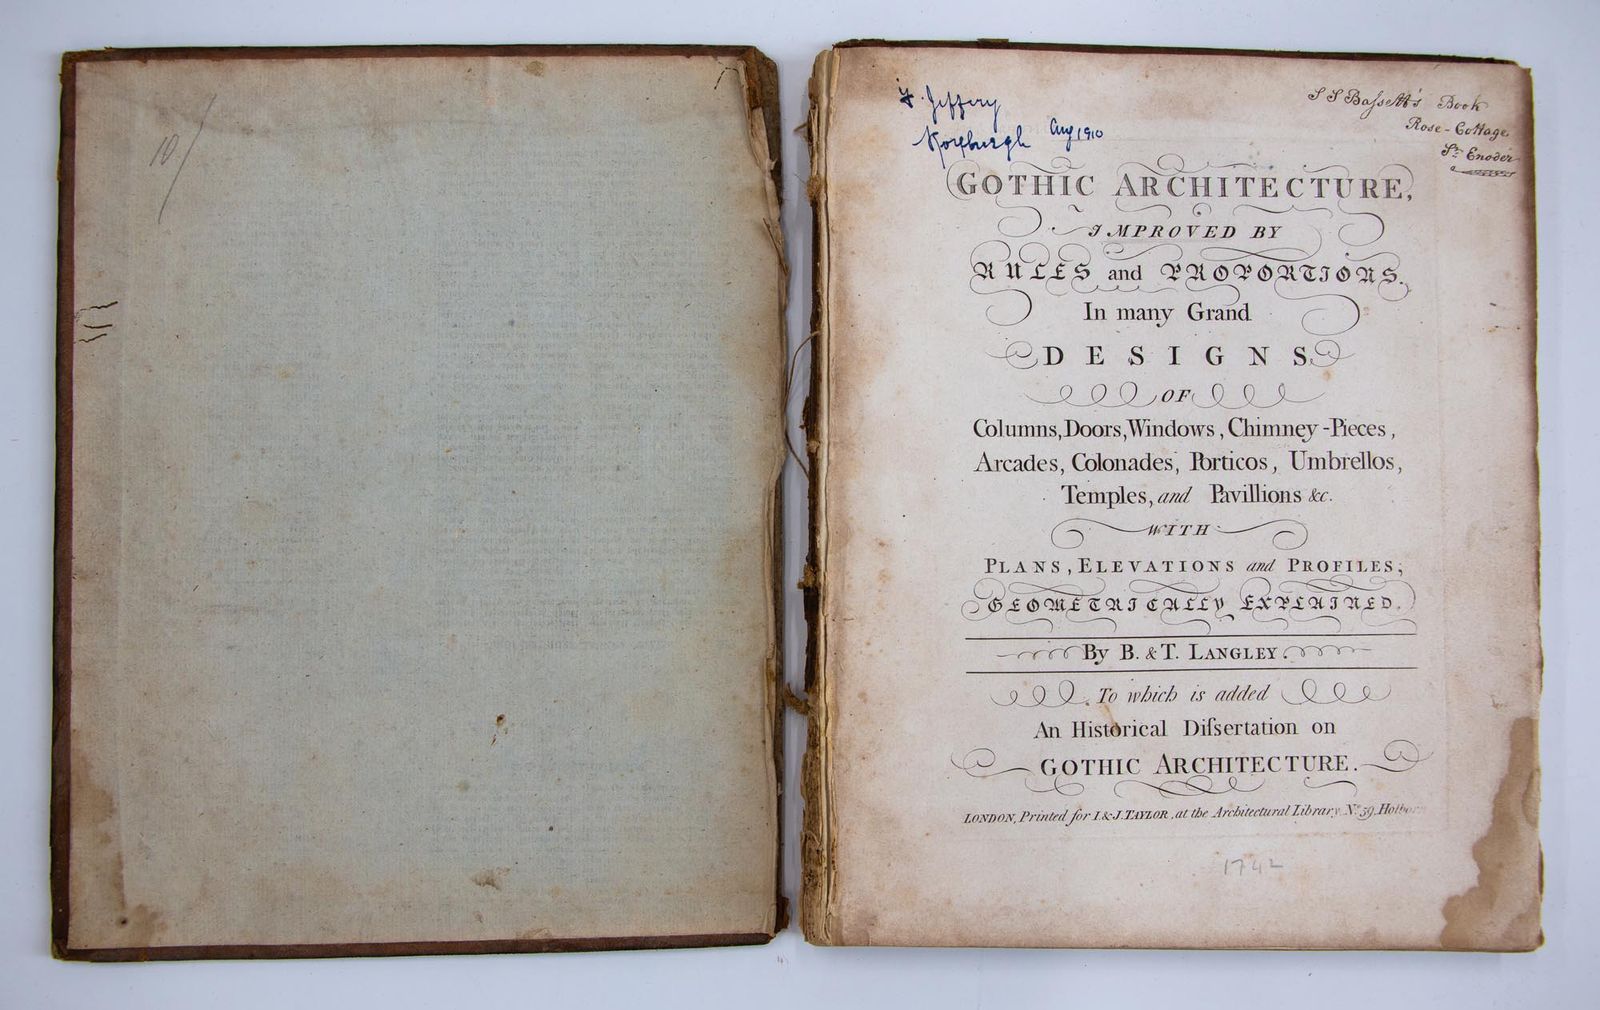 10/
Jeffery
Roxburgh Aug 1910
S S Baſsett's Book
Rose-Cottage
St. Enoder
GOTHIC ARCHITECTURE,
IMPROVED BY
RULES and PROPORTIONS.
In many Grand
DESIGNS
OF
Columns, Doors, Windows, Chimney-Pieces,
Arcades, Colonades, Porticos, Umbrellos,
Temples, and Pavillions &c.
WITH
PLANS, ELEVATIONS and PROFILES;
GEOMETRICALLY EXPLAINED.
By B. & T. LANGLEY.
To which is added
An Historical Diſsertation on
GOTHIC ARCHITECTURE.
LONDON, Printed for I. & J. TAYLOR, at the Architectural Library, No. 59, Holborn
1742